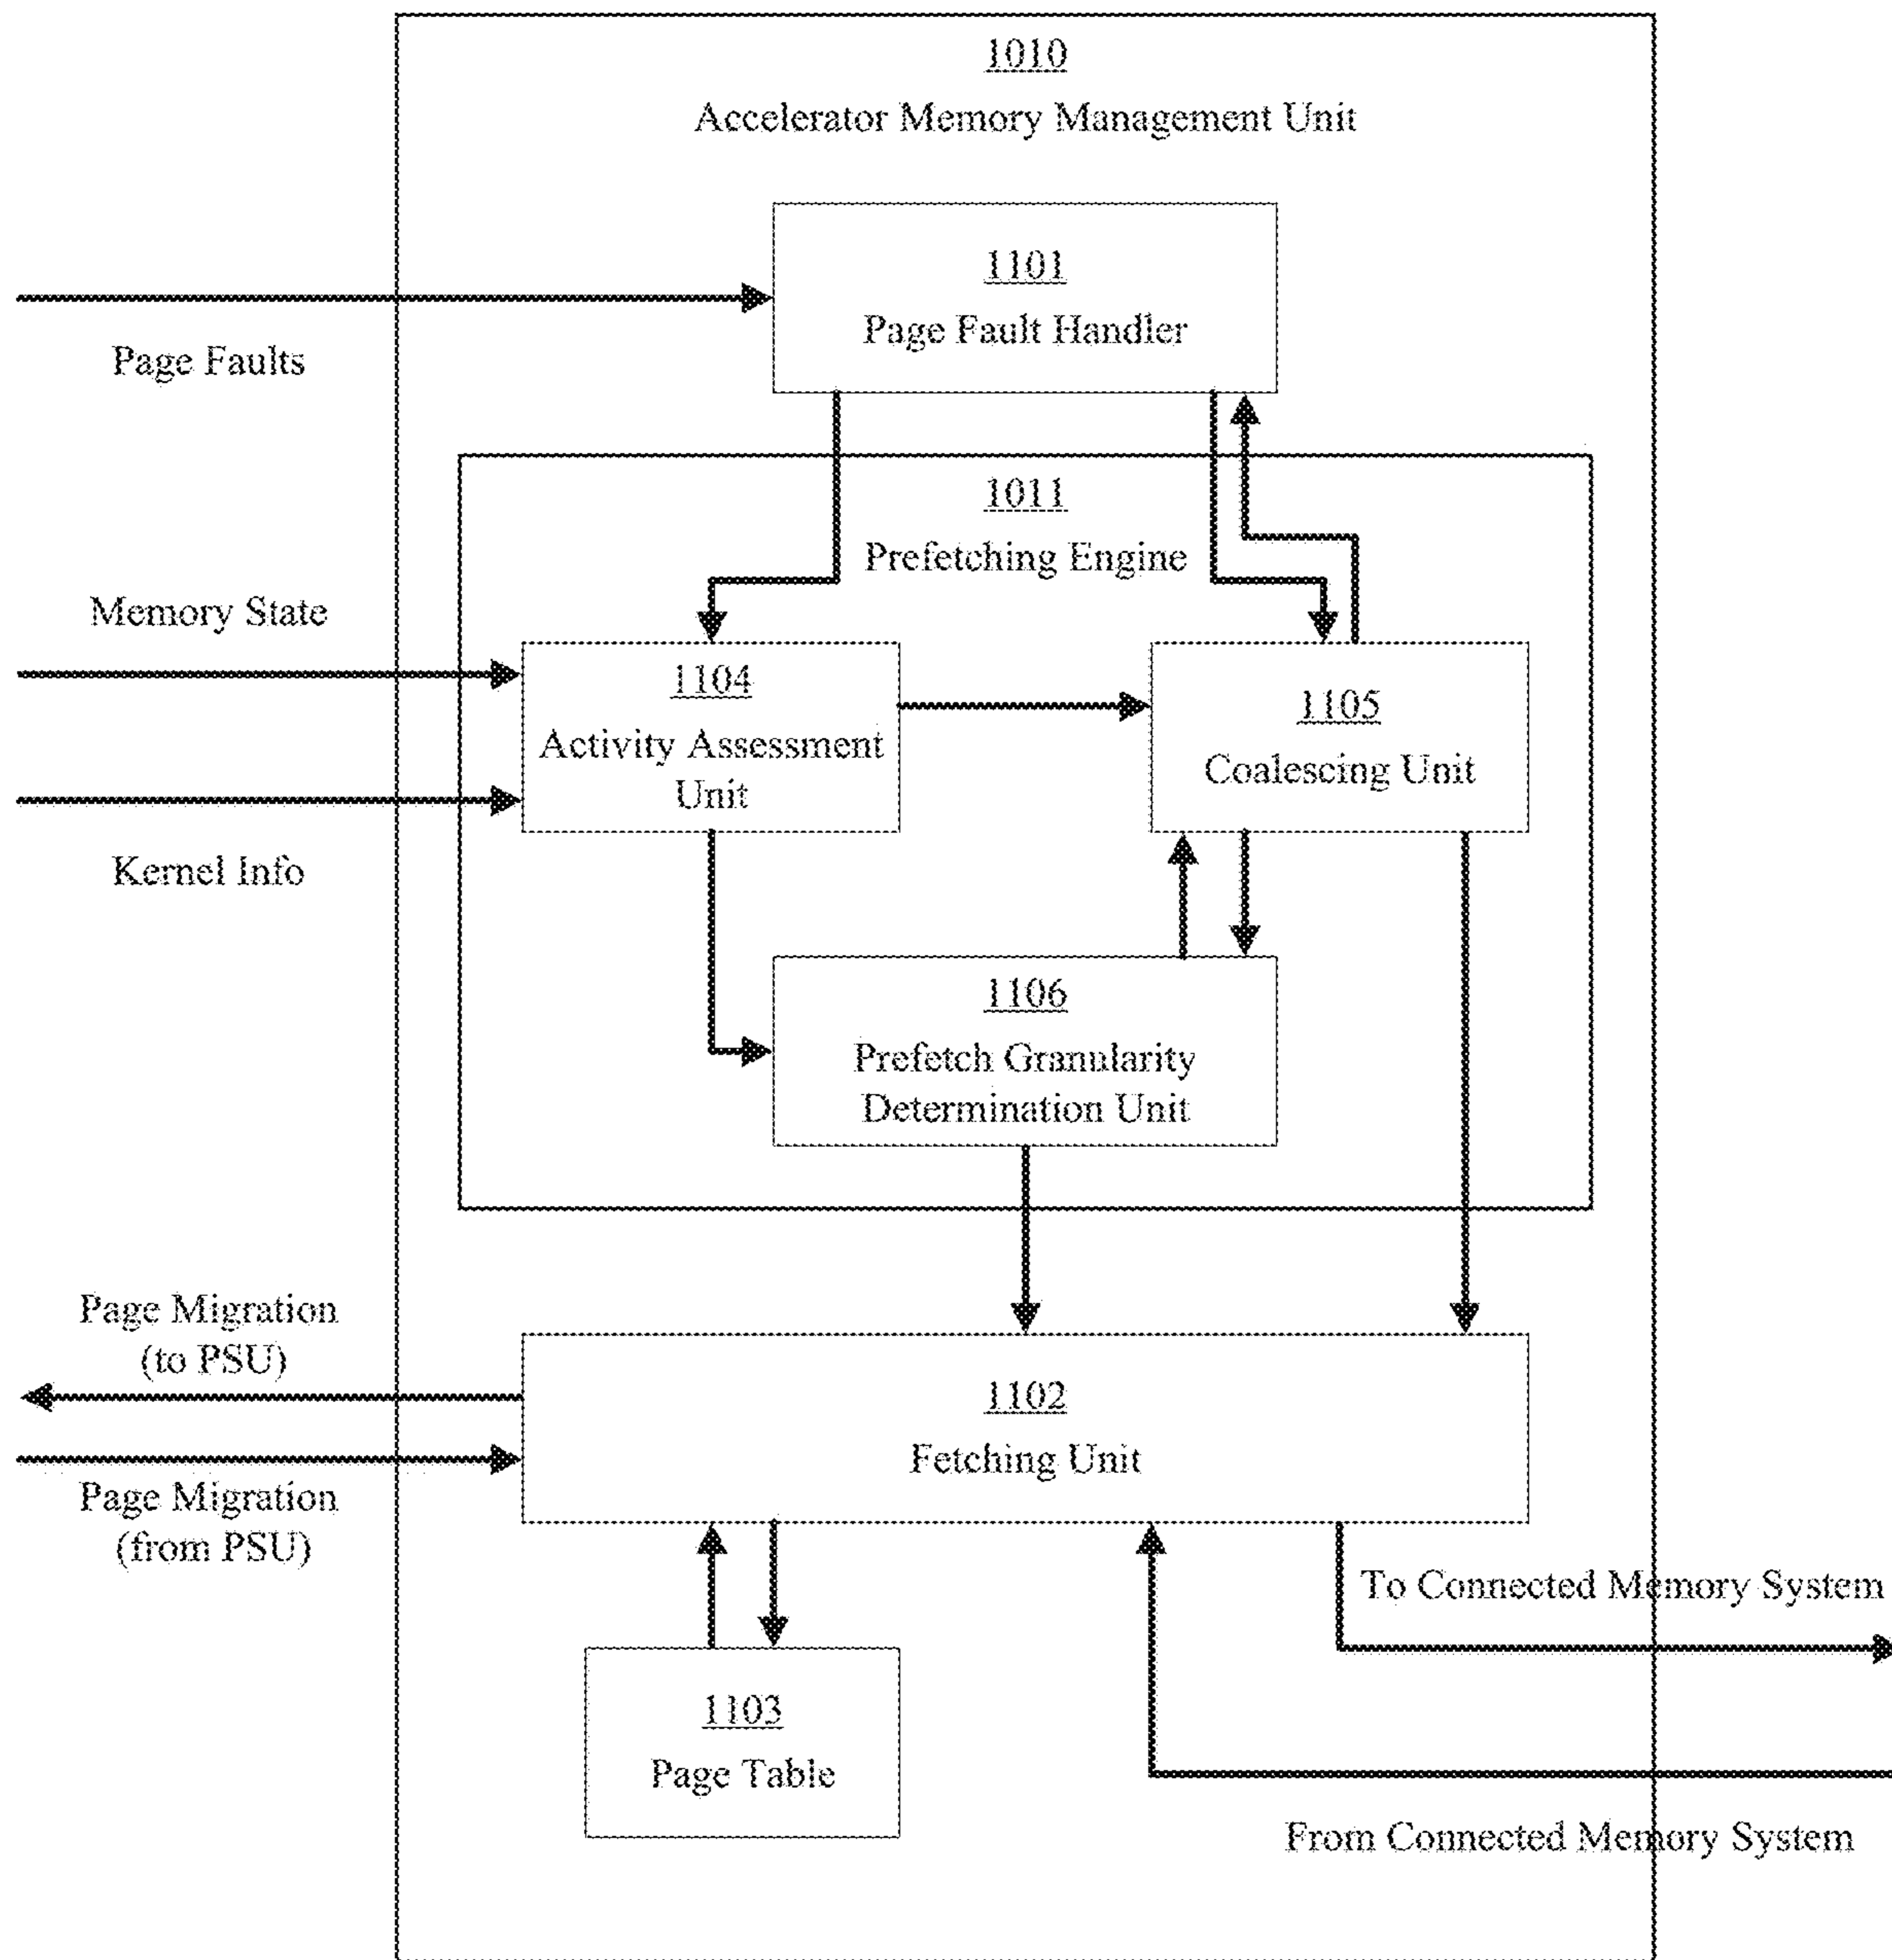 1010
Accelerator Memory Management Unit
1101
Page Fault Handler
Page Faults
1011
Prefetching Engine
Memory State
1104
Activity Assessment
Unit
1105
Coalescing Unit
Kernel Info
1106
Prefetch Granularity
Determination Unit
Page Migration
(to PSU)
1102
Fetching Unit
Page Migration
(from PSU)
To Connected Memory System
1103
Page Table
From Connected Memory System